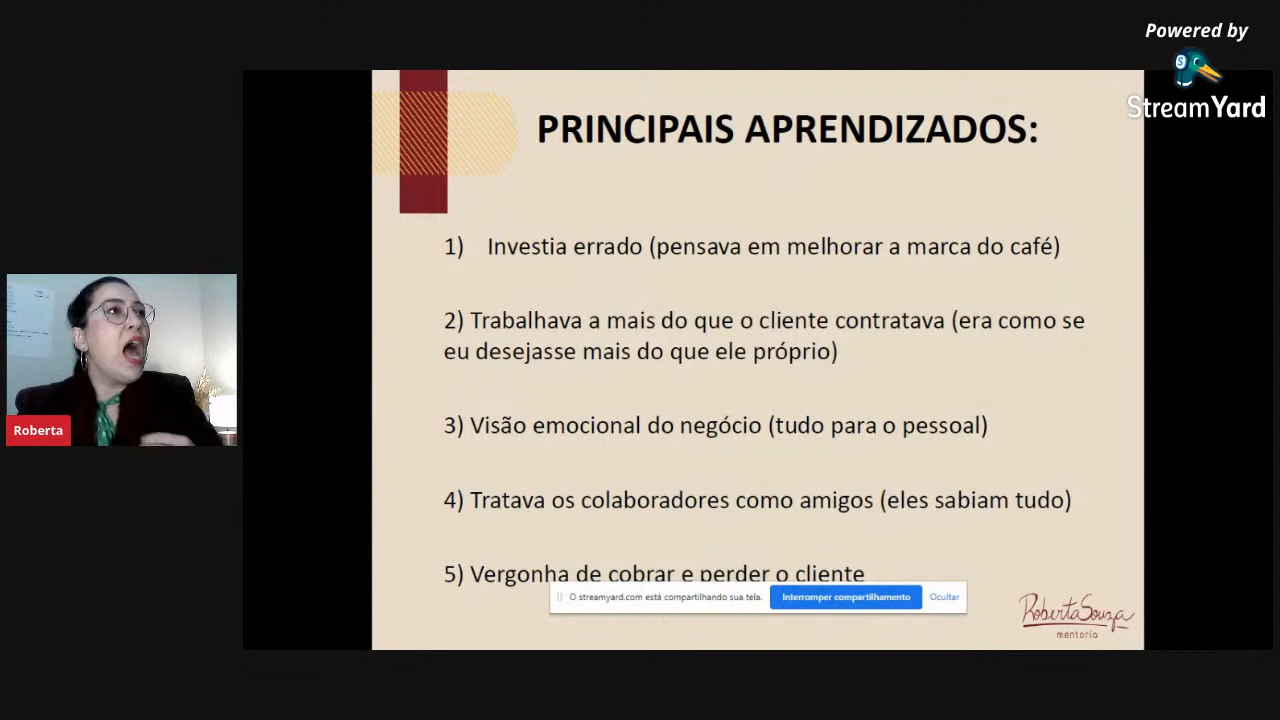 Powered by
StreamYard
PRINCIPAIS APRENDIZADOS:
1) Investia errado (pensava em melhorar a marca do café)
2) Trabalhava a mais do que o cliente contratava (era como se
eu desejasse mais do que ele próprio)
3) Visão emocional do negócio (tudo para o pessoal)
4) Tratava os colaboradores como amigos (eles sabiam tudo)
Roberta
5) Vergonha de cobrar e perder o cliente
O streamyard.com está compartilhando sua tela.
Interromper compartilhamento
Ocultar
RobertaSouza
mentoria